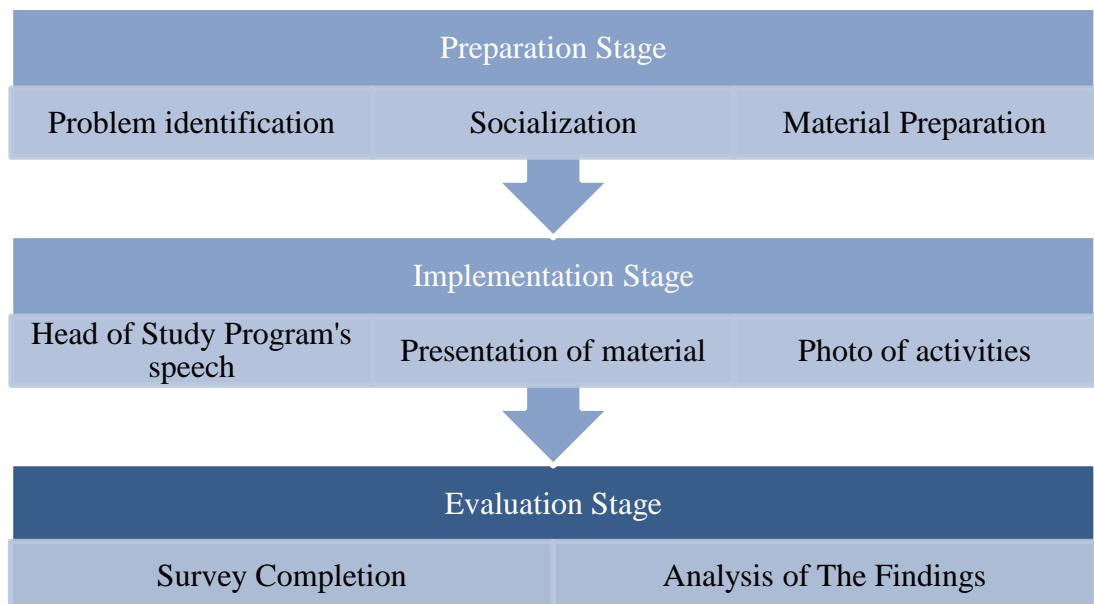 Preparation Stage
Problem identification
Socialization
Material Preparation
Implementation Stage
Head of Study Program's
speech
Presentation of material
Photo of activities
Evaluation Stage
Survey Completion
Analysis of The Findings